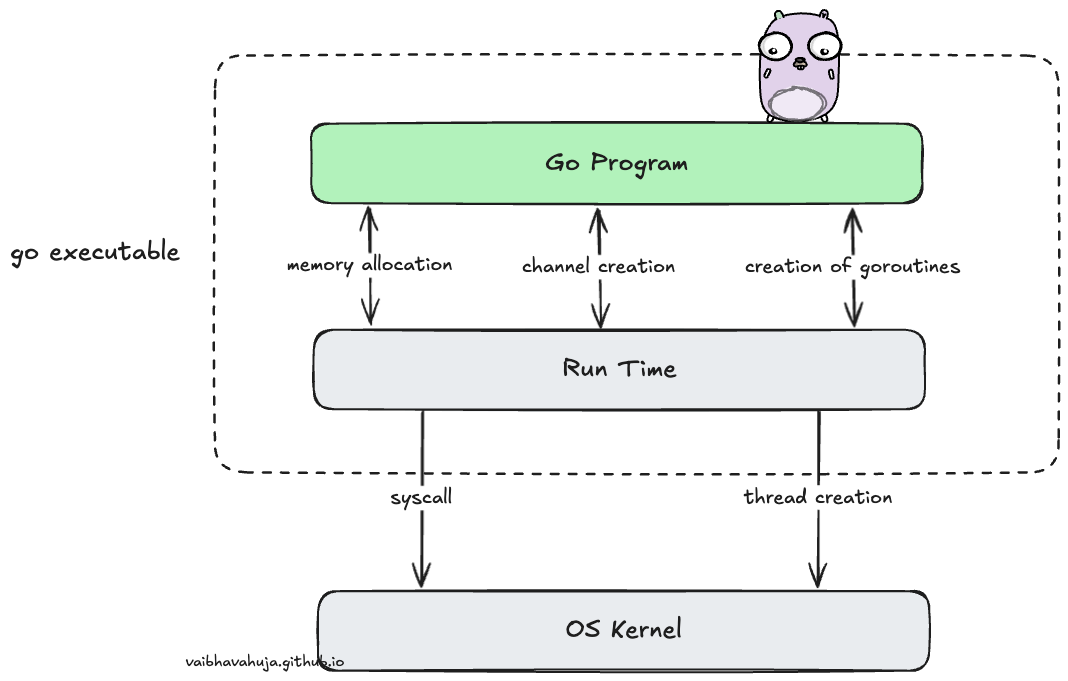 Go Program
go executable
memory allocation
channel creation
creation of goroutines
Run Time
syscall
thread creation
OS Kernel
vaibhavahuja.github.io